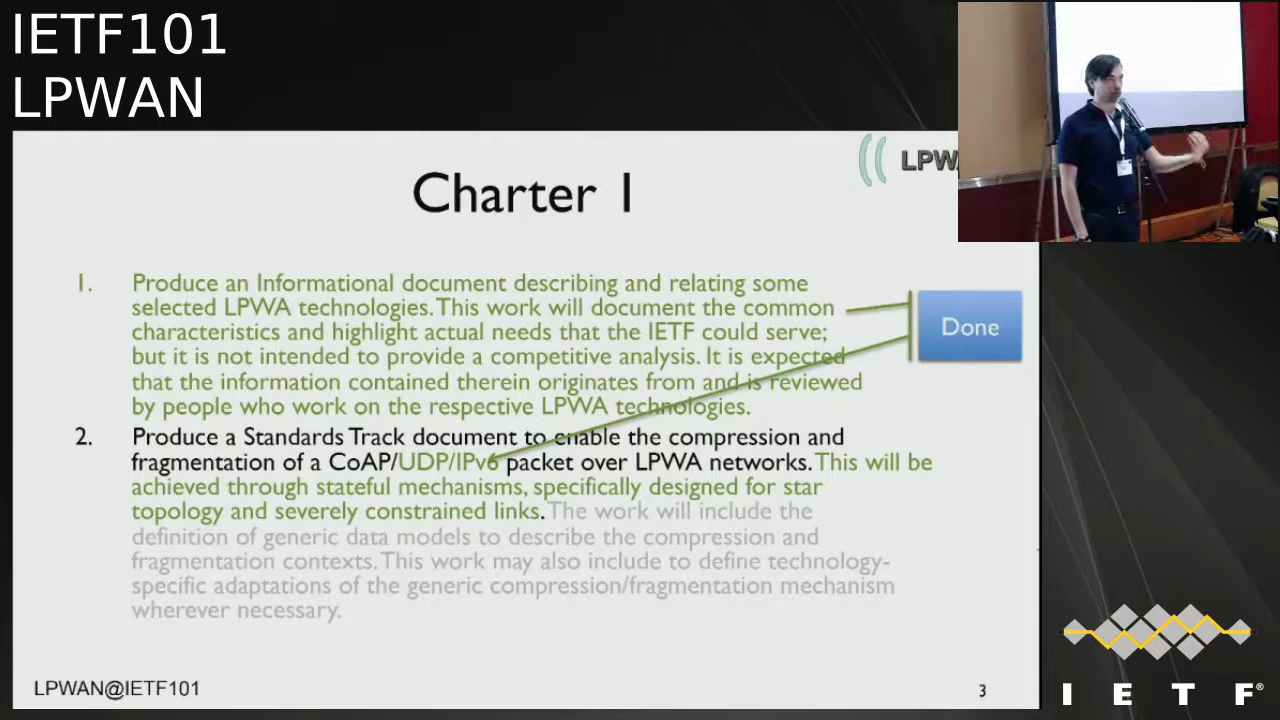 IETF101
LPWAN
LPWA
Charter 1
1. Produce an Informational document describing and relating some
selected LPWA technologies. This work will document the common
characteristics and highlight actual needs that the IETF could serve;
but it is not intended to provide a competitive analysis. It is expected
that the information contained therein originates from and is reviewed
by people who work on the respective LPWA technologies.
Done
2. Produce a Standards Track document to enable the compression and
fragmentation of a CoAP/UDP/IPv6 packet over LPWA networks. This will be
achieved through stateful mechanisms, specifically designed for star
topology and severely constrained links. The work will include the
definition of generic data models to describe the compression and
fragmentation contexts. This work may also include to define technology-
specific adaptations of the generic compression/fragmentation mechanism
wherever necessary.
LPWAN@IETF101
3
I E T F®